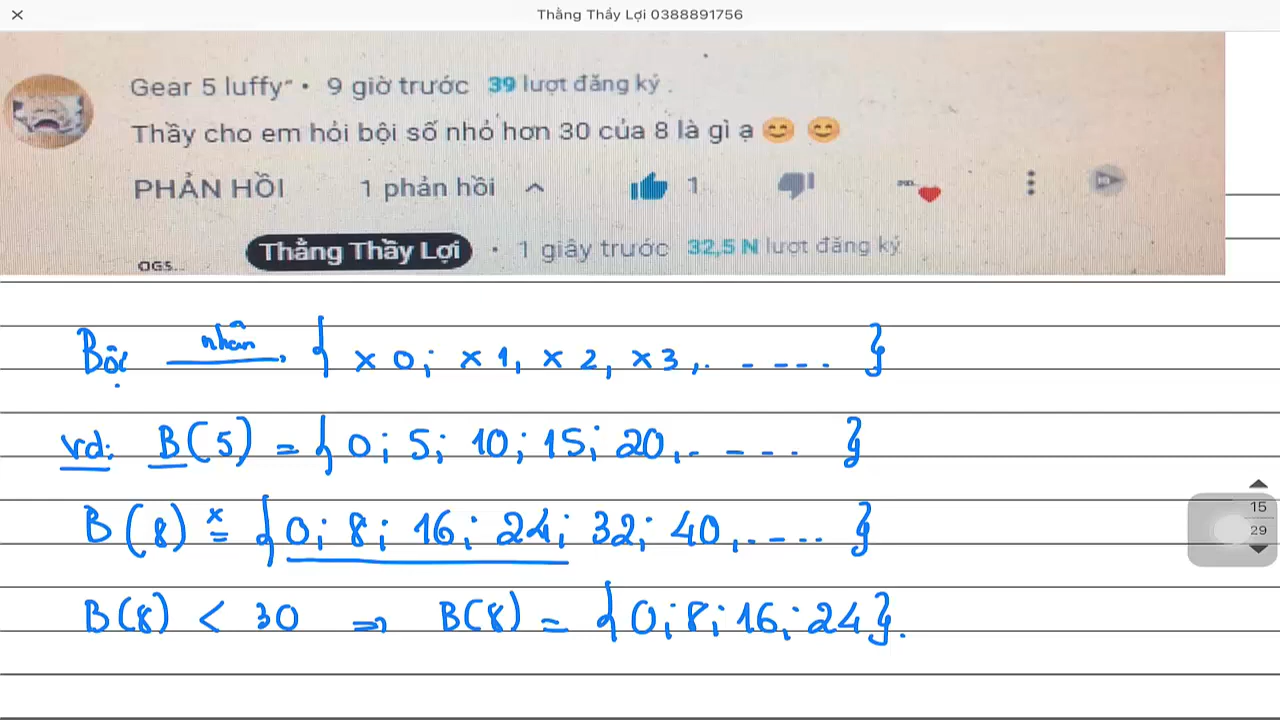 Thằng Thầy Lợi 0388891756
Gear 5 luffy • 9 giờ trước 39 lượt đăng ký
Thầy cho em hỏi bội số nhỏ hơn 30 của 8 là gì ạ 😊 😊
PHẢN HỒI 1 phản hồi 1
Thằng Thầy Lợi • 1 giây trước 32,5 N lượt đăng ký
OGS...
Bội nhân { x 0; x 1, x 2, x 3, . - - . . . . }
vd: B(5) = { 0; 5; 10; 15; 20, . - - - . . }
B(8) x = { 0; 8; 16; 24; 32; 40, . - - . . }
B(8) < 30 => B(8) = { 0; 8; 16; 24 }.
15
29